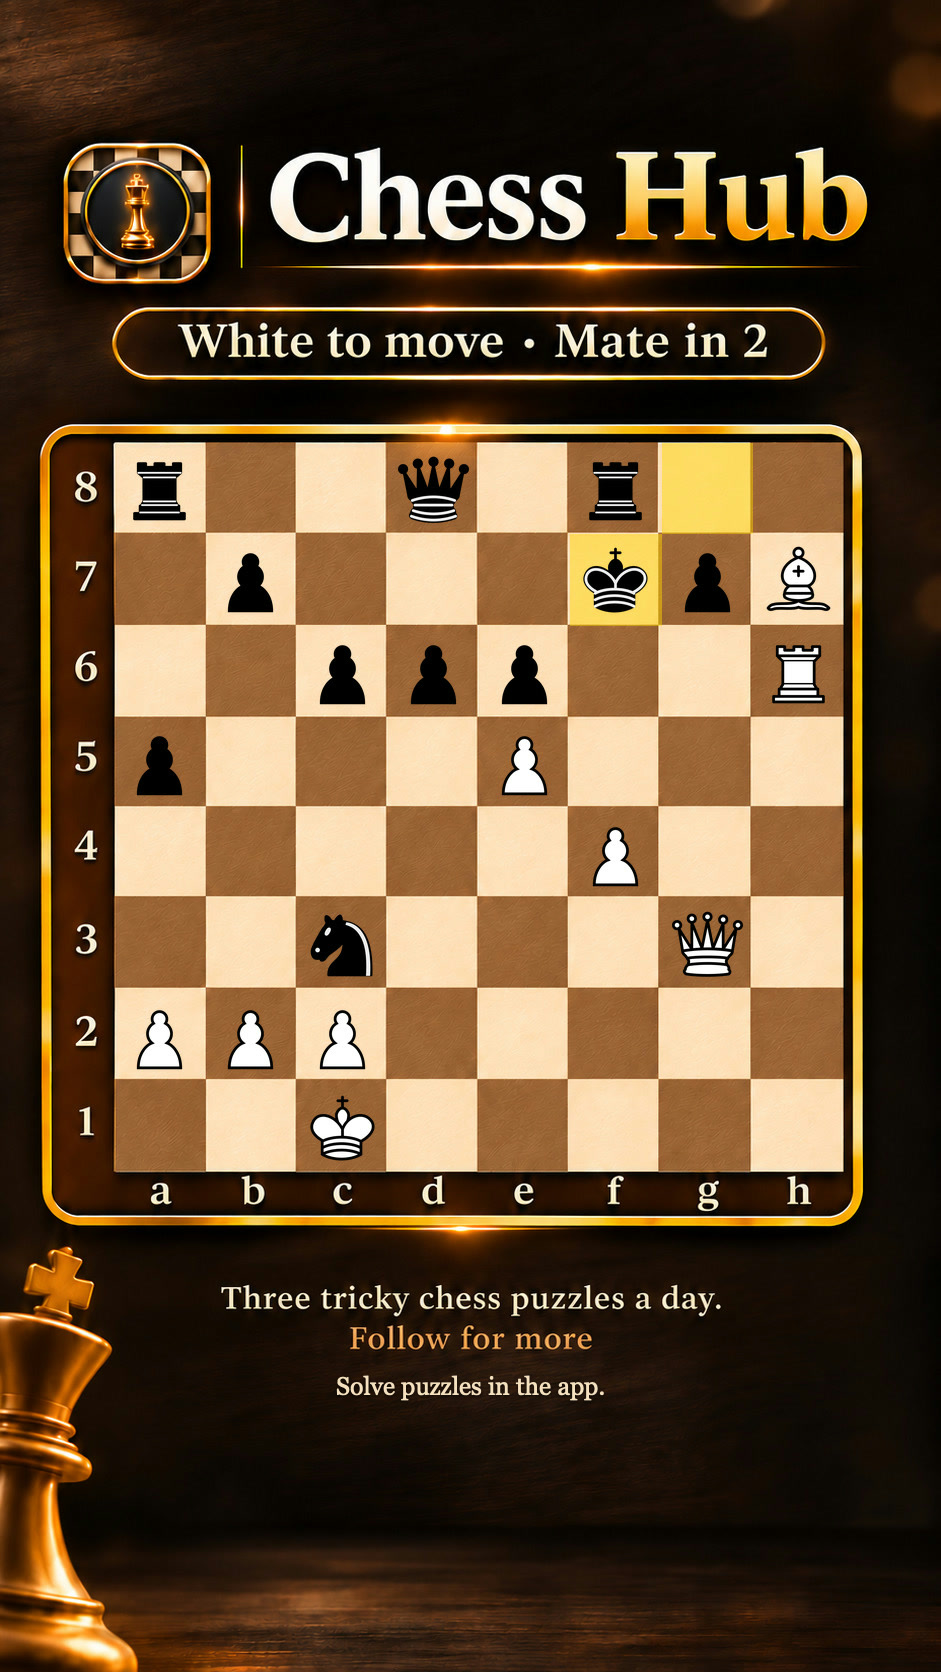 Chess Hub
White to move • Mate in 2
8
7
6
5
4
3
2
1
a b c d e f g h
Three tricky chess puzzles a day.
Follow for more
Solve puzzles in the app.